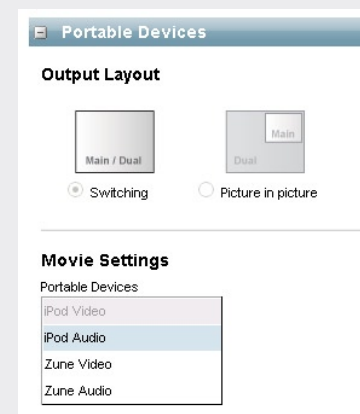 Portable Devices
Output Layout
Main / Dual
Main
Dual
Switching
Picture in picture
Movie Settings
Portable Devices
iPod Video
iPod Audio
Zune Video
Zune Audio